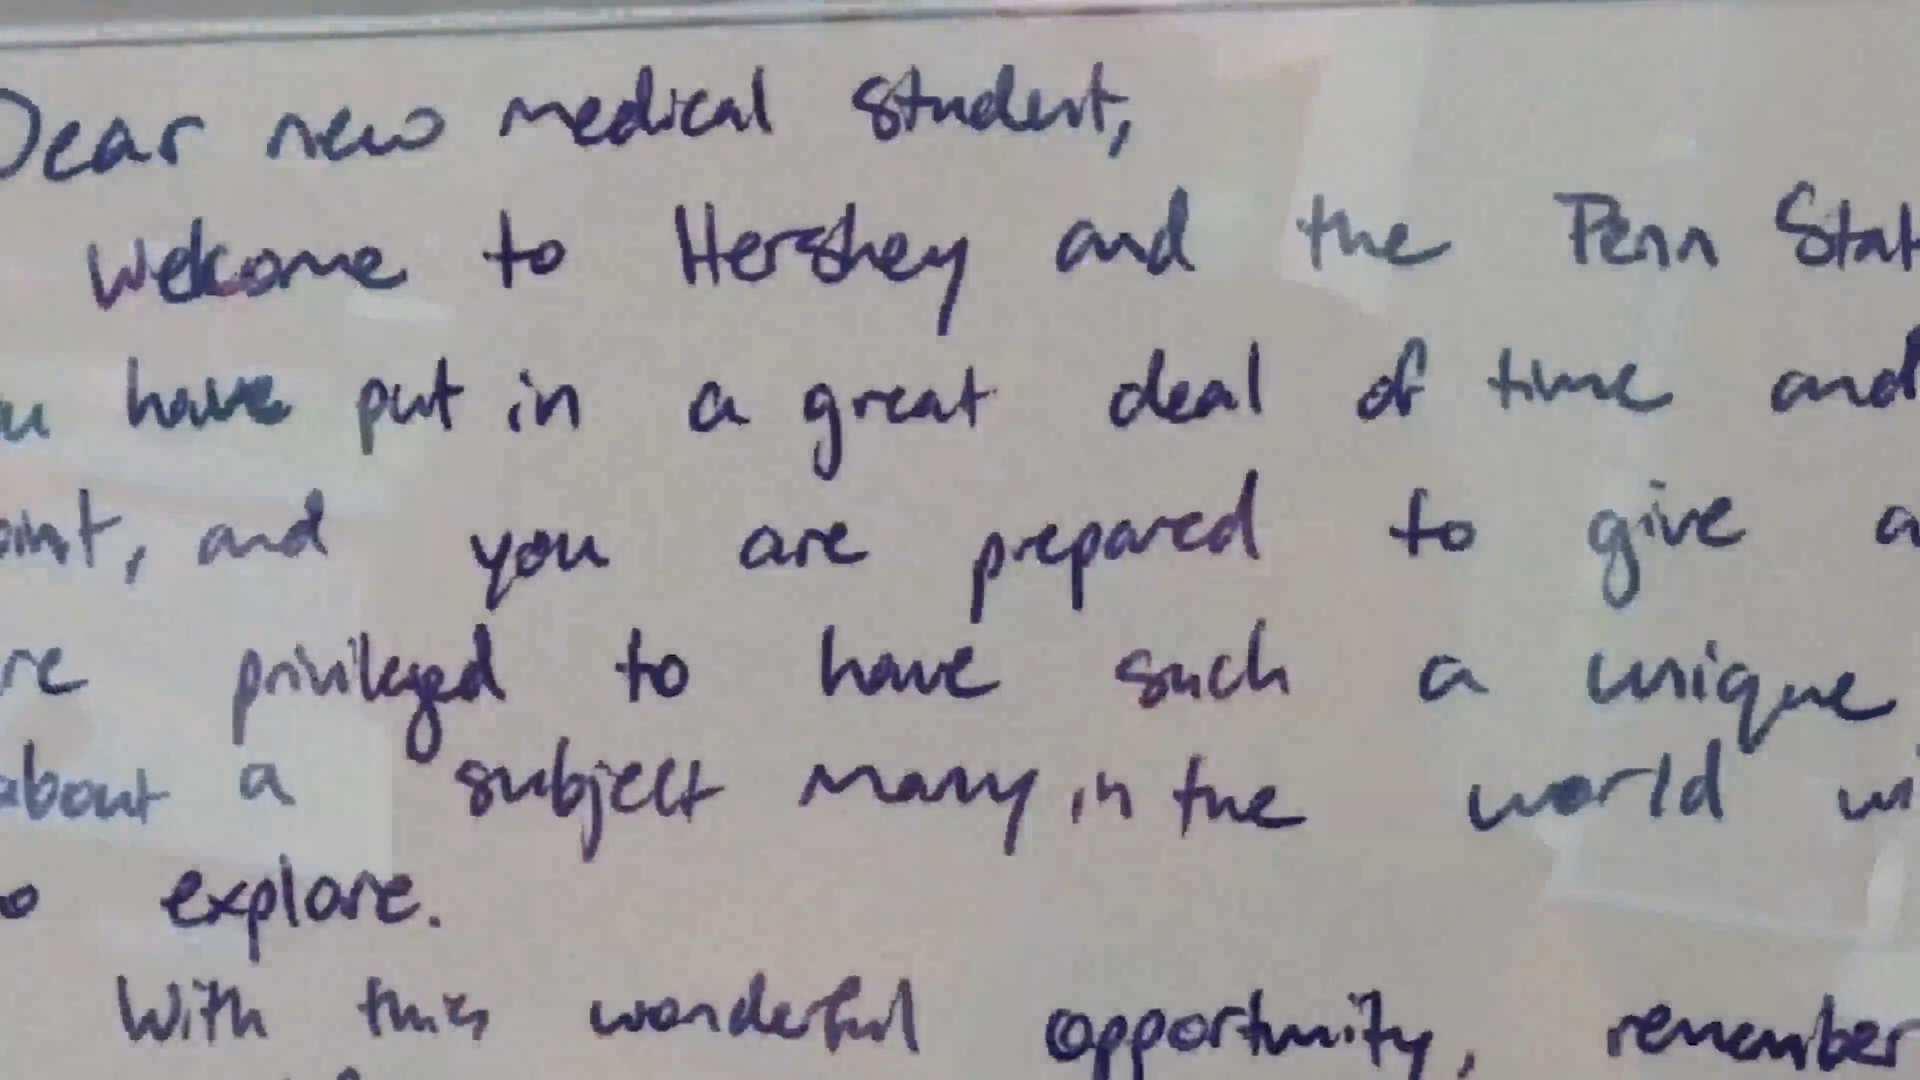 Dear new medical student,
Welcome to Hershey and the Penn Stat
u have put in a great deal of time and
oint, and you are prepared to give a
re privileged to have such a unique
about a subject many in the world wi
o explore.
With this wonderful opportunity, remember